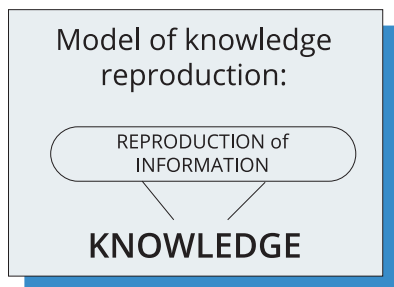 Model of knowledge
reproduction:
REPRODUCTION of
INFORMATION
KNOWLEDGE